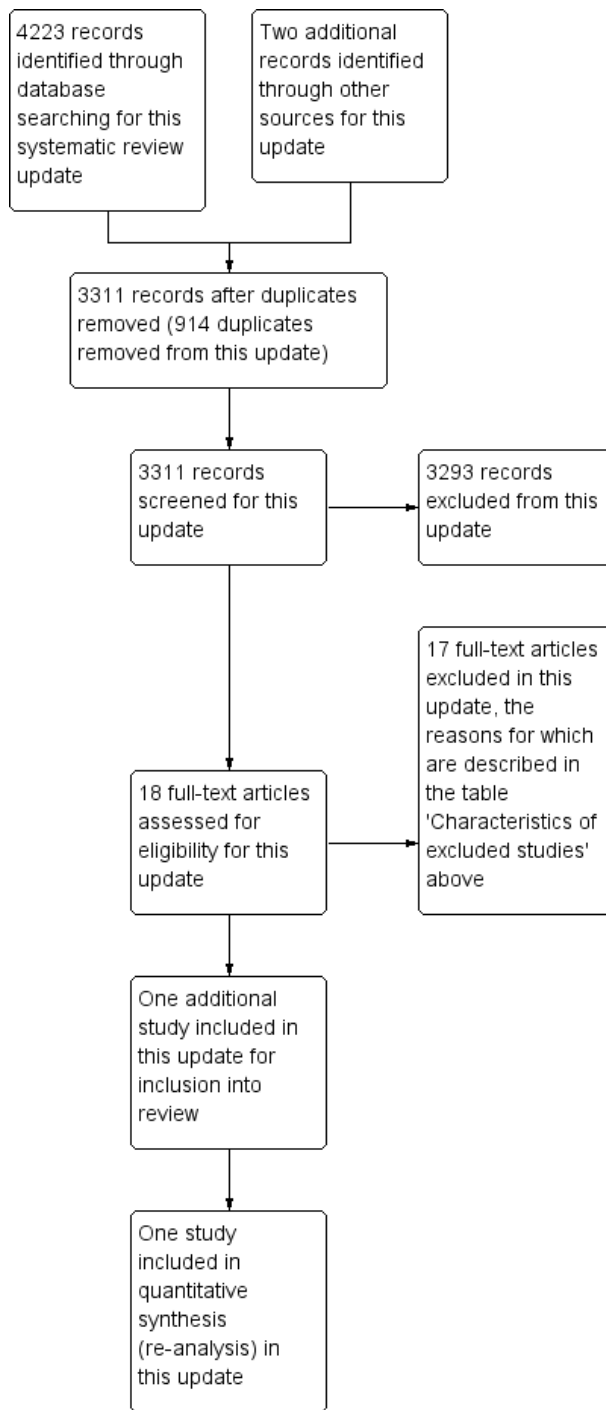 4223 records
identified through
database
searching for this
systematic review
update
Two additional
records identified
through other
sources for this
update
3311 records after duplicates
removed (914 duplicates
removed from this update)
3311 records
screened for this
update
3293 records
excluded from this
update
17 full-text articles
excluded in this
update, the
reasons for which
are described in
the table
'Characteristics of
excluded studies'
above
18 full-text articles
assessed for
eligibility for this
update
One additional
study included in
this update for
inclusion into
review
One study
included in
quantitative
synthesis
(re-analysis) in
this update